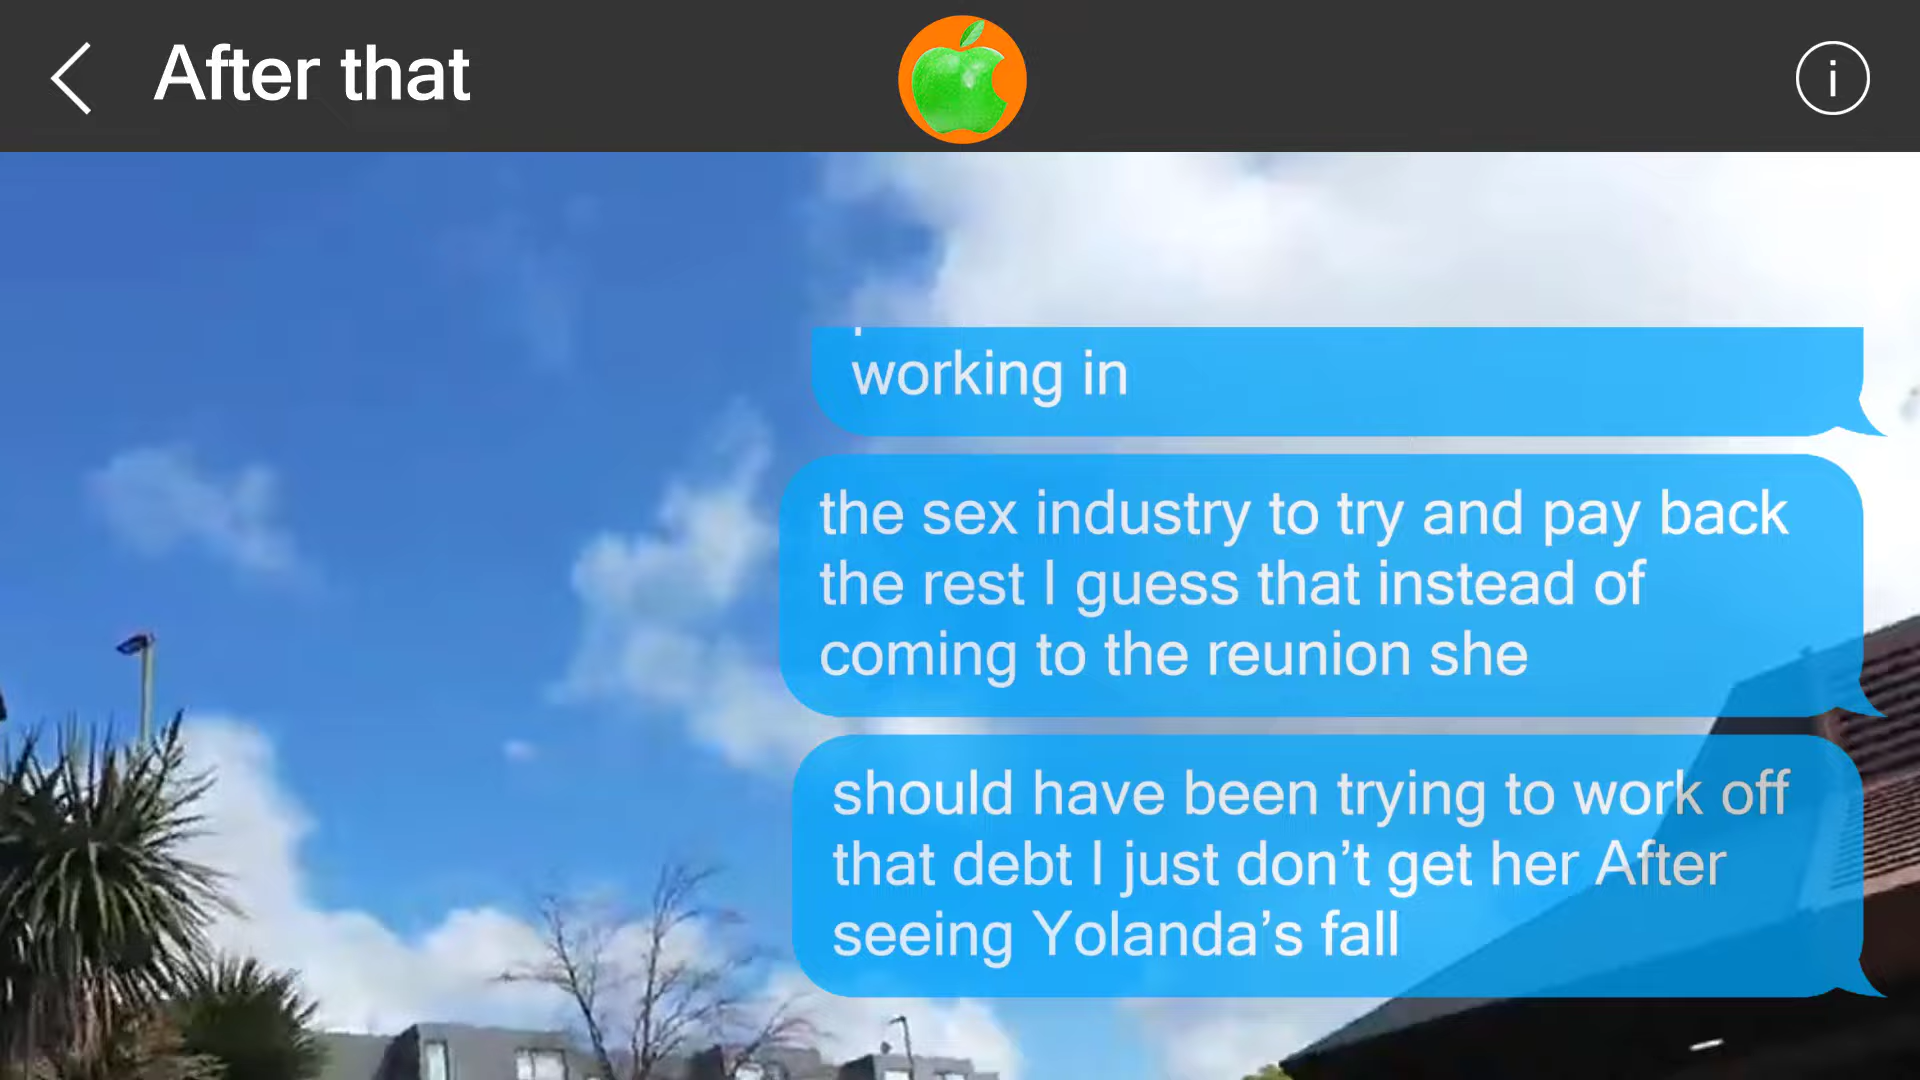 After that
working in
the sex industry to try and pay back
the rest I guess that instead of
coming to the reunion she
should have been trying to work off
that debt I just don’t get her After
seeing Yolanda’s fall